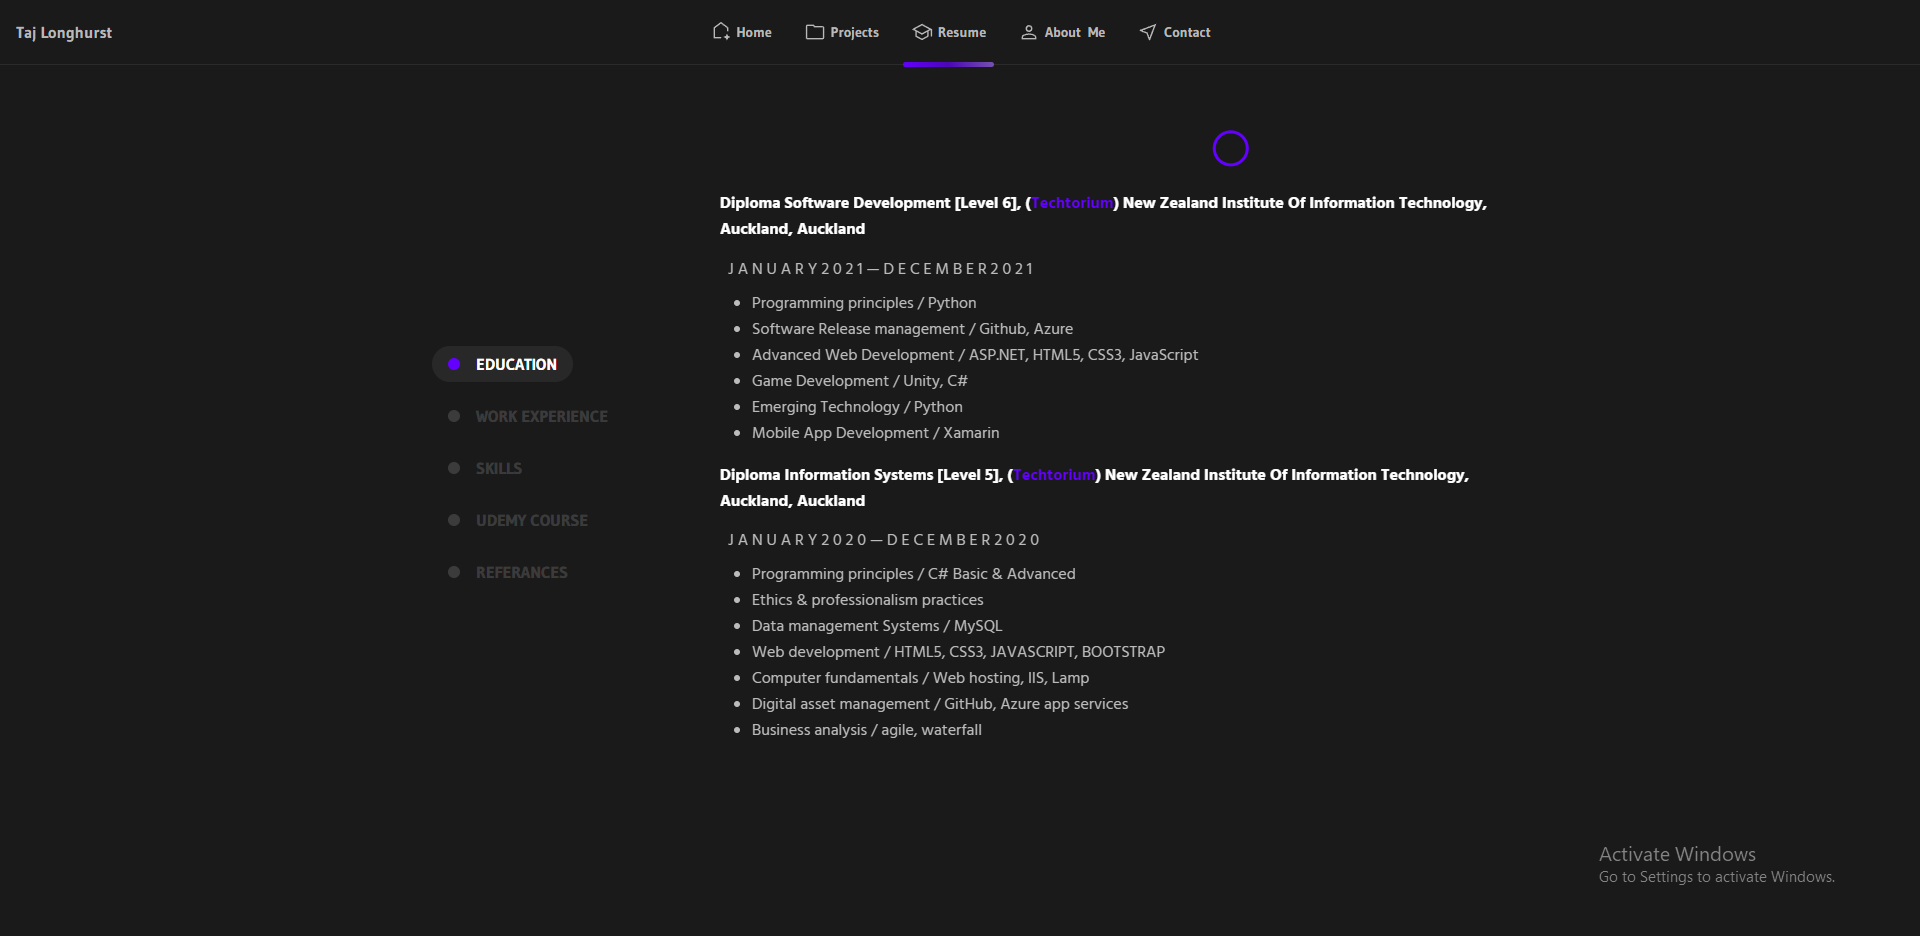 Taj Longhurst
Home
Projects
Resume
About Me
Contact
EDUCATION
WORK EXPERIENCE
SKILLS
UDEMY COURSE
REFERANCES
Diploma Software Development [Level 6], (Techtorium) New Zealand Institute Of Information Technology,
Auckland, Auckland
JANUARY2021—DECEMBER2021
Programming principles / Python
Software Release management / Github, Azure
Advanced Web Development / ASP.NET, HTML5, CSS3, JavaScript
Game Development / Unity, C#
Emerging Technology / Python
Mobile App Development / Xamarin
Diploma Information Systems [Level 5], (Techtorium) New Zealand Institute Of Information Technology,
Auckland, Auckland
JANUARY2020—DECEMBER2020
Programming principles / C# Basic & Advanced
Ethics & professionalism practices
Data management Systems / MySQL
Web development / HTML5, CSS3, JAVASCRIPT, BOOTSTRAP
Computer fundamentals / Web hosting, IIS, Lamp
Digital asset management / GitHub, Azure app services
Business analysis / agile, waterfall
Activate Windows
Go to Settings to activate Windows.